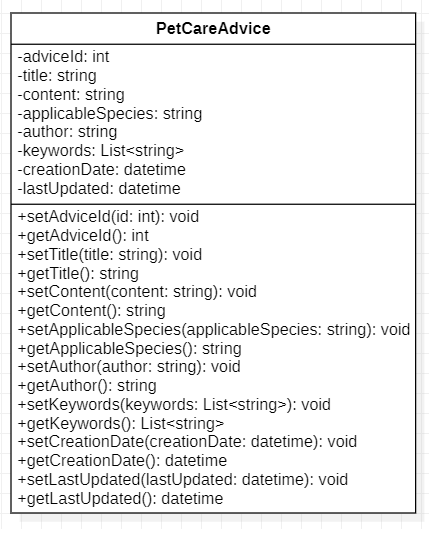 PetCareAdvice
-adviceId: int
-title: string
-content: string
-applicableSpecies: string
-author: string
-keywords: List<string>
-creationDate: datetime
-lastUpdated: datetime
+setAdviceId(id: int): void
+getAdviceId(): int
+setTitle(title: string): void
+getTitle(): string
+setContent(content: string): void
+getContent(): string
+setApplicableSpecies(applicableSpecies: string): void
+getApplicableSpecies(): string
+setAuthor(author: string): void
+getAuthor(): string
+setKeywords(keywords: List<string>): void
+getKeywords(): List<string>
+setCreationDate(creationDate: datetime): void
+getCreationDate(): datetime
+setLastUpdated(lastUpdated: datetime): void
+getLastUpdated(): datetime